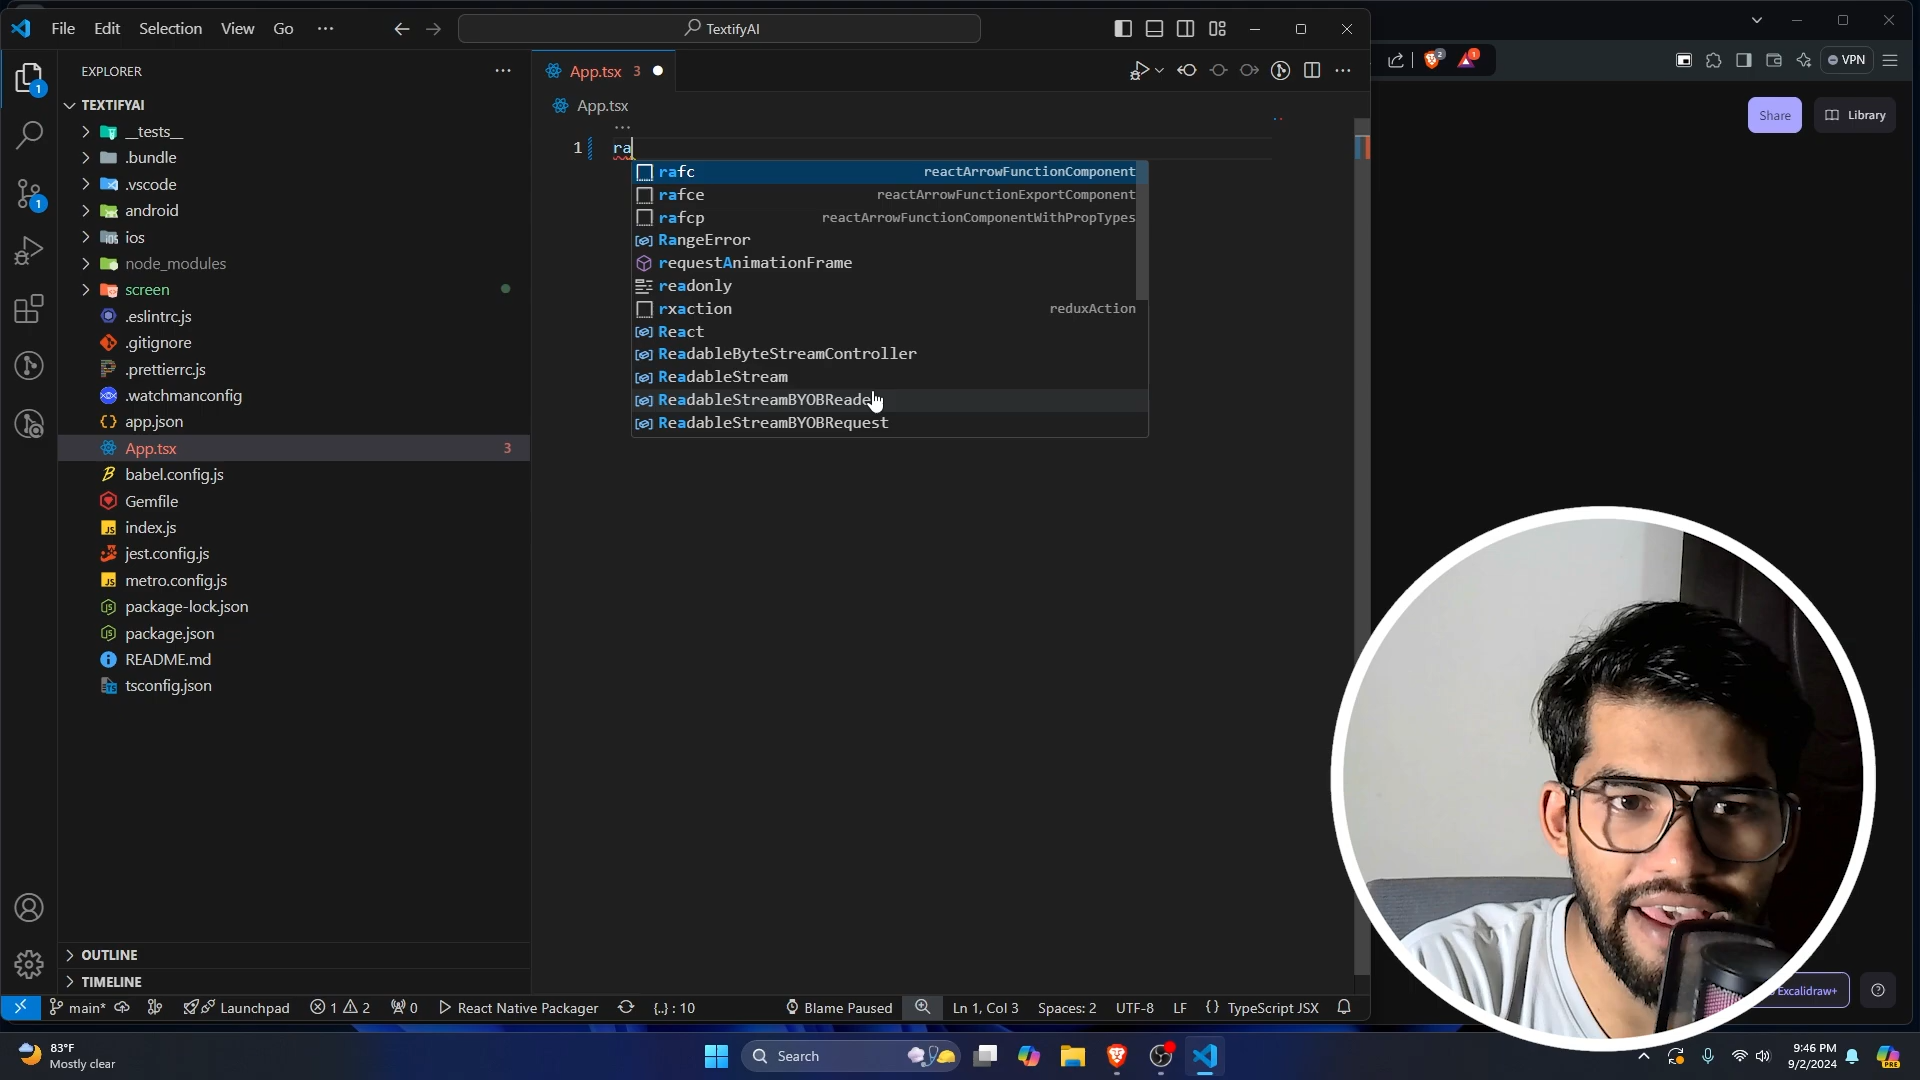 File Edit Selection View Go ···
TextifyAI
VPN
EXPLORER
App.tsx 3
App.tsx
Share
Library
TEXTIFYAI
__tests__
.bundle
.vscode
android
ios
node_modules
screen
.eslintrc.js
.gitignore
.prettierrc.js
.watchmanconfig
app.json
App.tsx 3
babel.config.js
Gemfile
index.js
jest.config.js
metro.config.js
package-lock.json
package.json
README.md
tsconfig.json
OUTLINE
TIMELINE
1 ra
rafc reactArrowFunctionComponent
rafce reactArrowFunctionExportComponent
rafcp reactArrowFunctionComponentWithPropTypes
RangeError
requestAnimationFrame
readonly
rxaction reduxAction
React
ReadableByteStreamController
ReadableStream
ReadableStreamBYOBReade
ReadableStreamBYOBRequest
Excalidraw+
main* Launchpad 1 2 0 React Native Packager {..} : 10 Blame Paused Ln 1, Col 3 Spaces: 2 UTF-8 LF {} TypeScript JSX
83°F
Mostly clear
Search
9:46 PM
9/2/2024